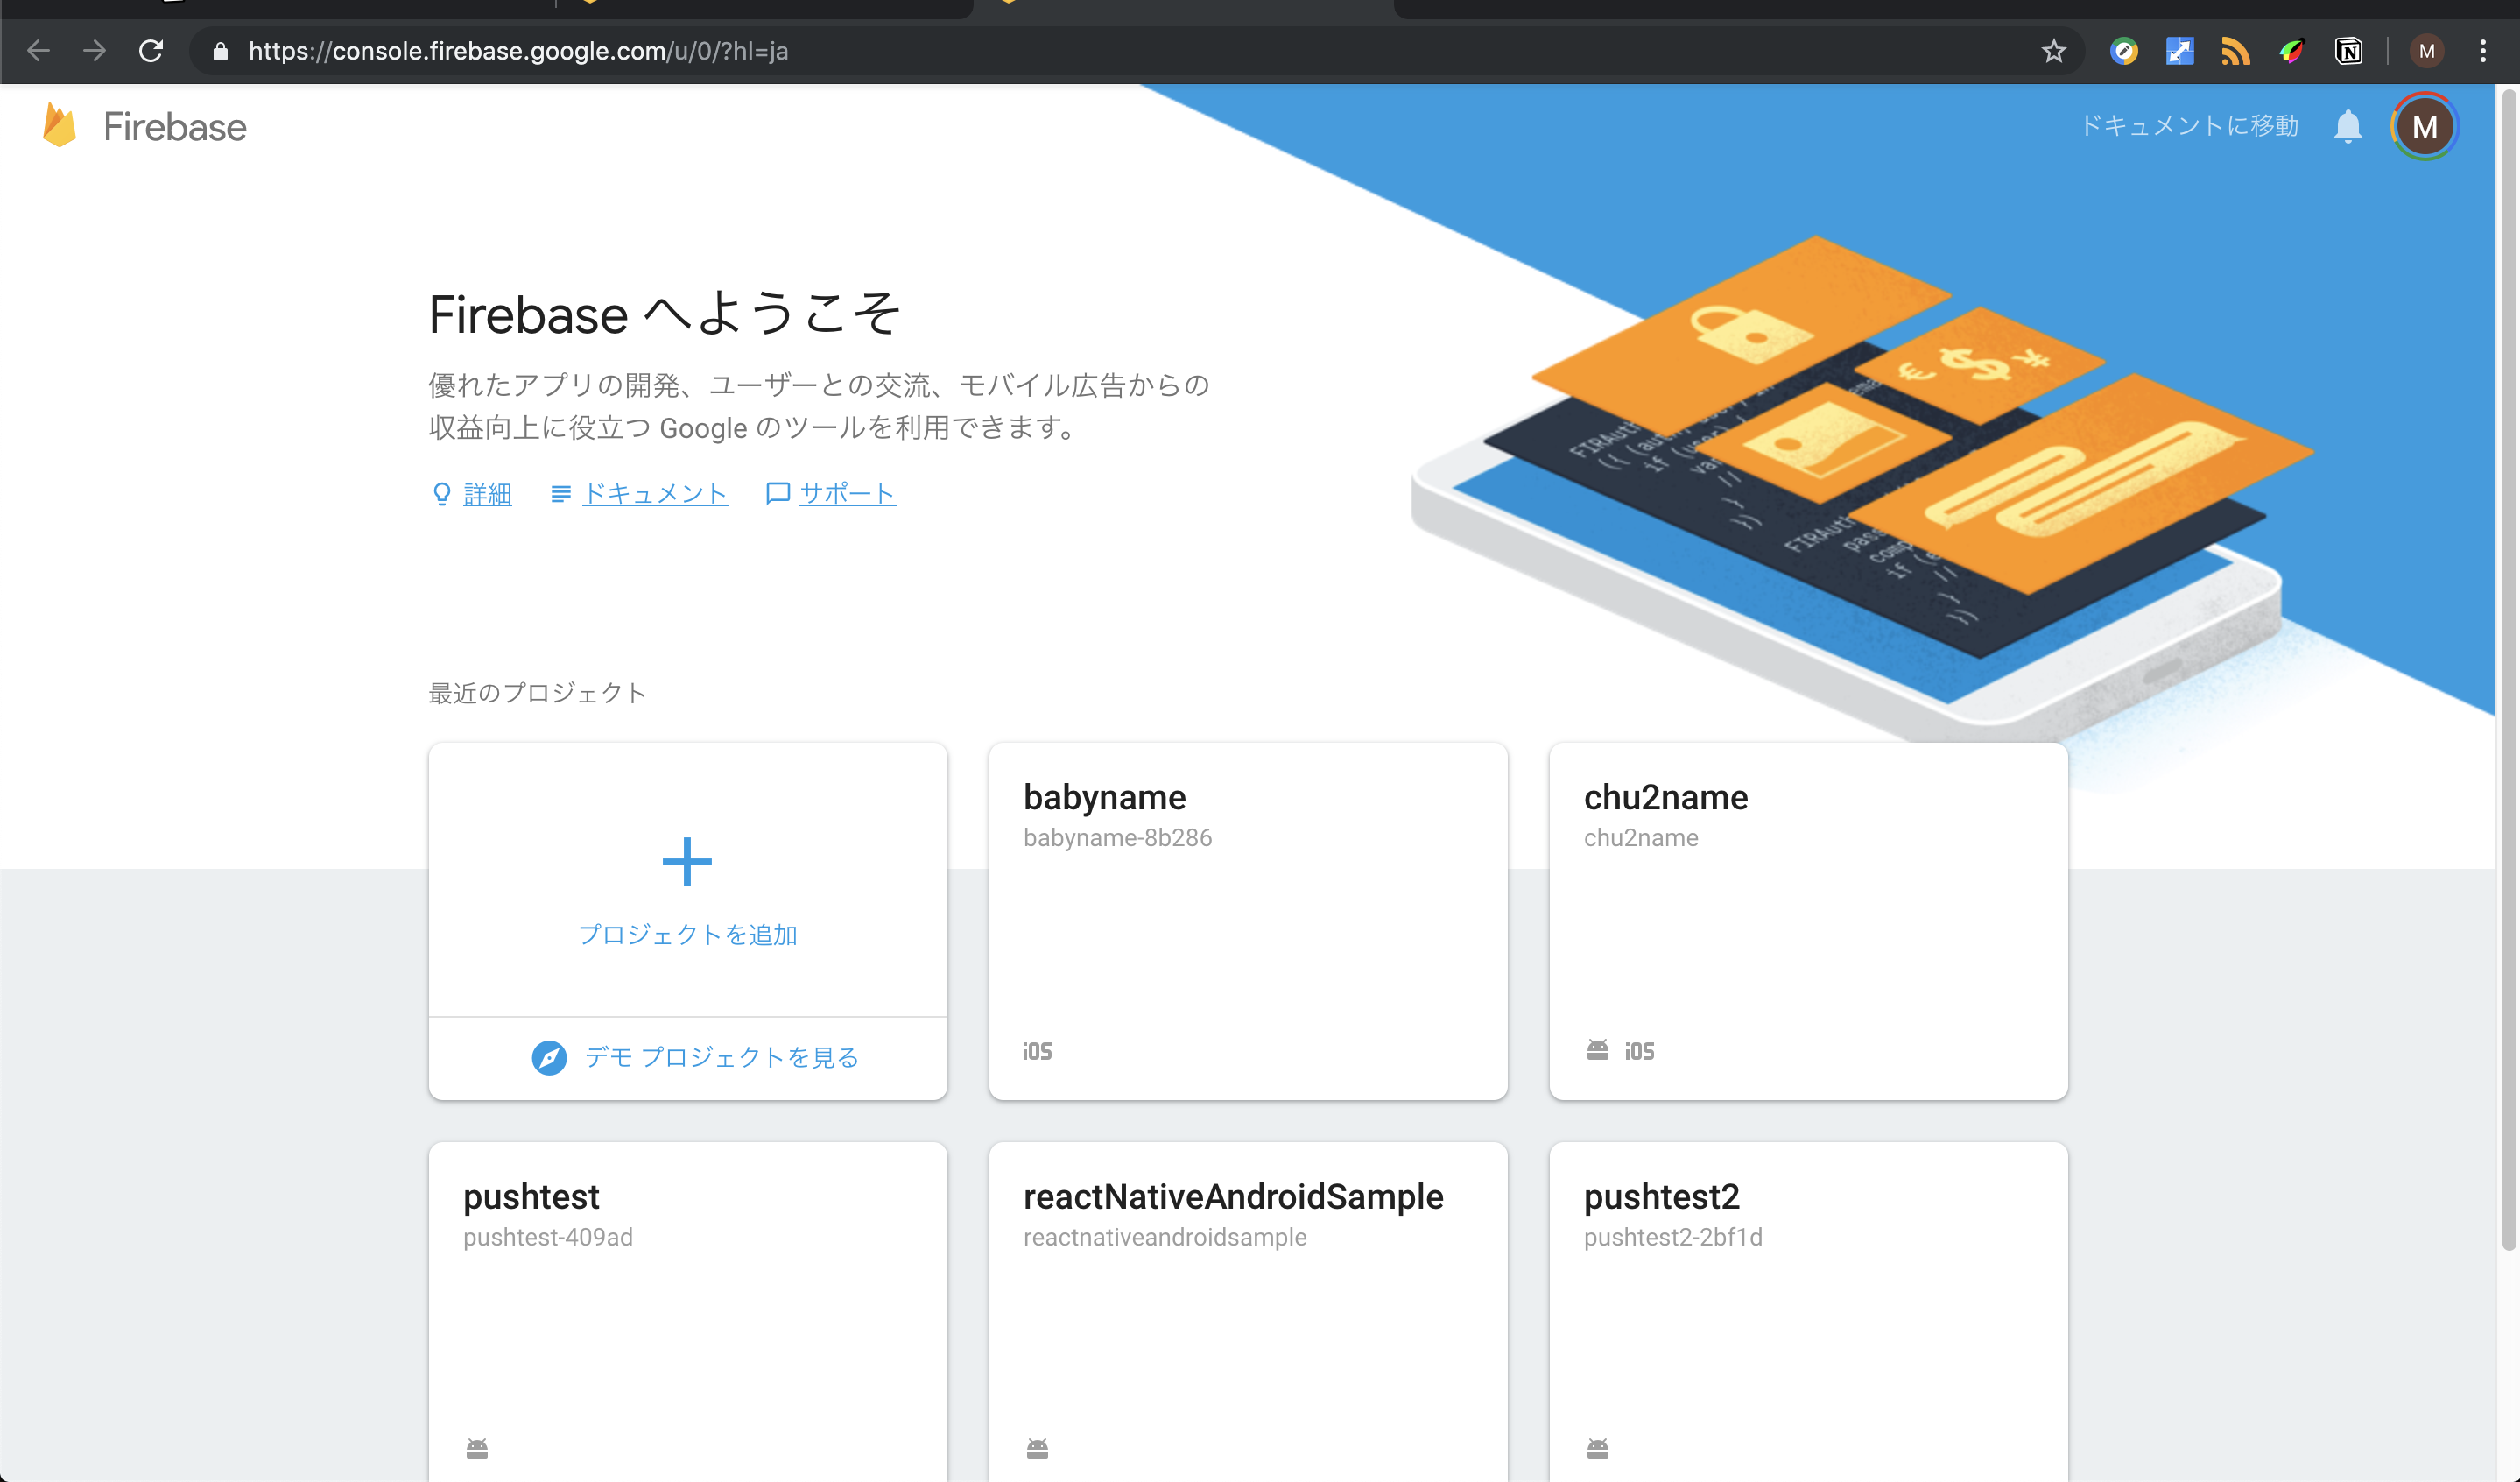 https://console.firebase.google.com/u/0/?hl=ja
M
Firebase
ドキュメントに移動
M
Firebase へようこそ
優れたアプリの開発、ユーザーとの交流、モバイル広告からの
収益向上に役立つ Google のツールを利用できます。
詳細
ドキュメント
サポート
最近のプロジェクト
プロジェクトを追加
デモ プロジェクトを見る
babyname
babyname-8b286
iOS
chu2name
chu2name
iOS
pushtest
pushtest-409ad
reactNativeAndroidSample
reactnativeandroidsample
pushtest2
pushtest2-2bf1d